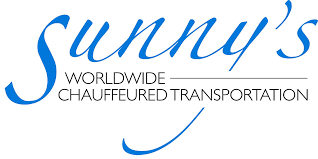 Sunny's
WORLDWIDE
CHAUFFEURED TRANSPORTATION